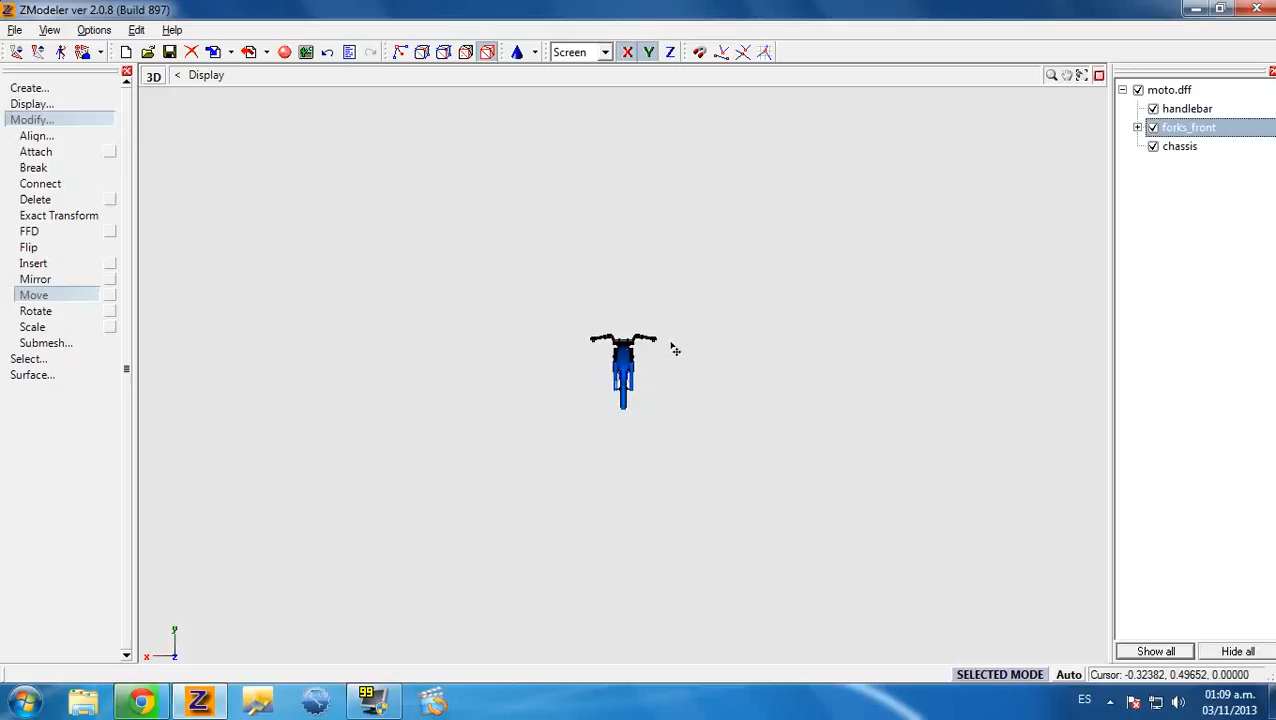 ZModeler ver 2.0.8 (Build 897)
File View Options Edit Help
Screen X Y Z
3D < Display
Create...
Display...
Modify...
Align...
Attach
Break
Connect
Delete
Exact Transform
FFD
Flip
Insert
Mirror
Move
Rotate
Scale
Submesh...
Select...
Surface...
moto.dff
handlebar
forks_front
chassis
y
x z
Show all Hide all
SELECTED MODE Auto Cursor: -0.32382, 0.49652, 0.00000
99
ES
01:09 a.m.
03/11/2013